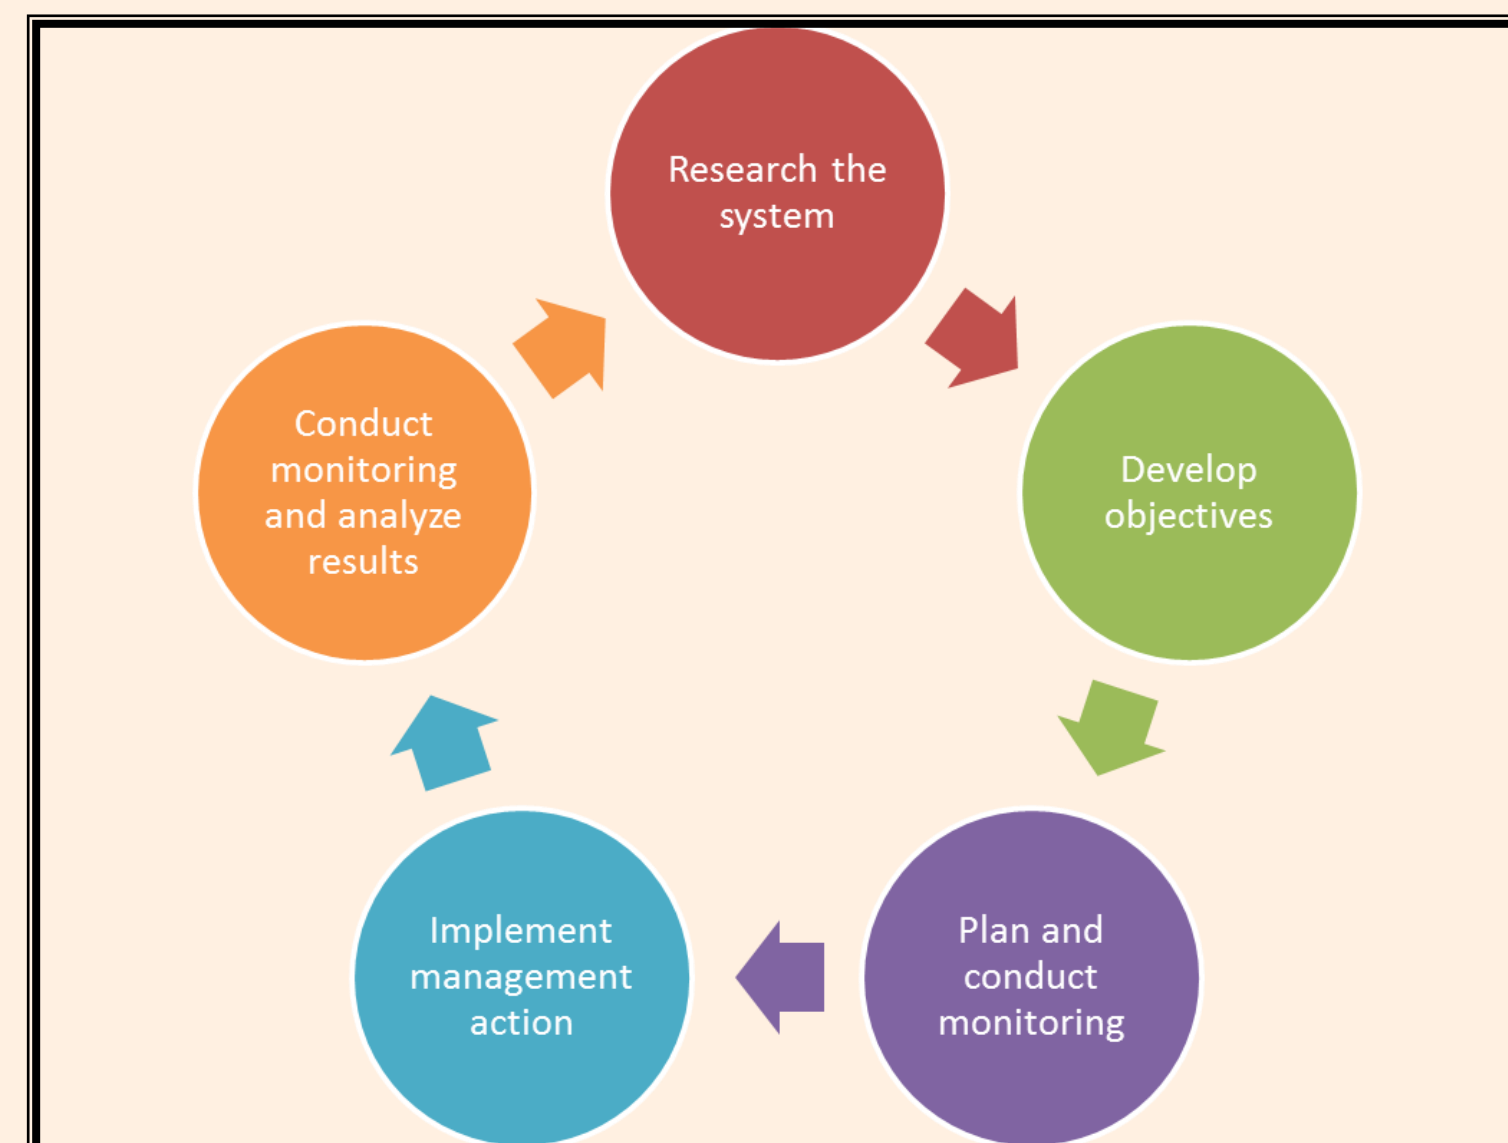 Research the
system
Develop
objectives
Plan and
conduct
monitoring
Implement
management
action
Conduct
monitoring
and analyze
results